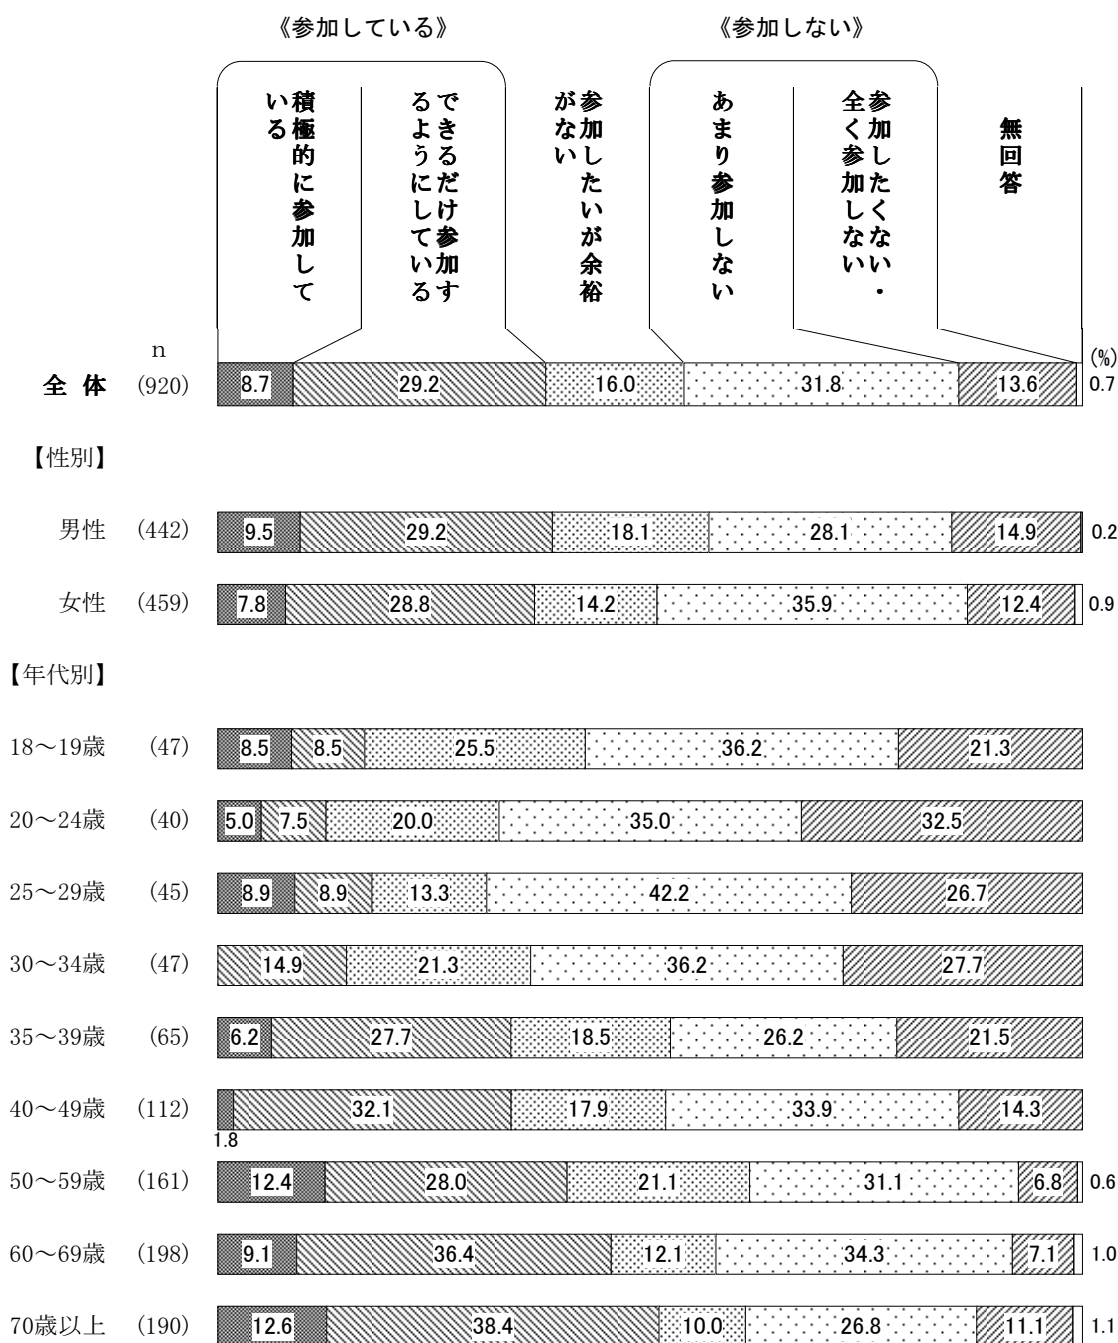 《参加している》 《参加しない》
積極的に参加して
いる
できるだけ参加す
るようにしている
参加したいが余裕
がない
あまり参加しない
参加したくない・
全く参加しない
無回答
n
(%)
全体 (920) 8.7 29.2 16.0 31.8 13.6 0.7
【性別】
男性 (442) 9.5 29.2 18.1 28.1 14.9 0.2
女性 (459) 7.8 28.8 14.2 35.9 12.4 0.9
【年代別】
18～19歳 (47) 8.5 8.5 25.5 36.2 21.3
20～24歳 (40) 5.0 7.5 20.0 35.0 32.5
25～29歳 (45) 8.9 8.9 13.3 42.2 26.7
30～34歳 (47) 14.9 21.3 36.2 27.7
35～39歳 (65) 6.2 27.7 18.5 26.2 21.5
40～49歳 (112) 32.1 17.9 33.9 14.3
1.8
50～59歳 (161) 12.4 28.0 21.1 31.1 6.8 0.6
60～69歳 (198) 9.1 36.4 12.1 34.3 7.1 1.0
70歳以上 (190) 12.6 38.4 10.0 26.8 11.1 1.1